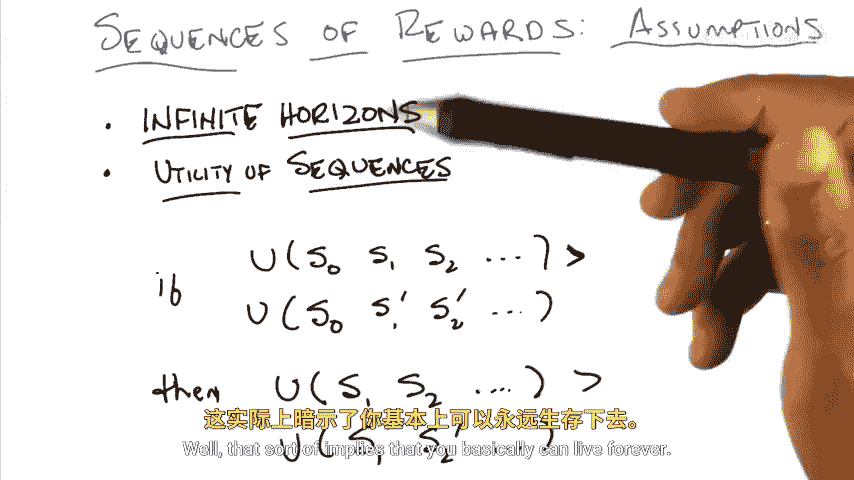 SEQUENCES OF REWARDS: ASSUMPTIONS
• INFINITE HORIZONS
• UTILITY OF SEQUENCES
if U(S₀ S₁ S₂ ...) >
U(S₀ S₁' S₂' ...)
then U(S₁ S₂ ....) >
U(S₁' S₂' ...)
这实际上暗示了你基本上可以永远生存下去。
Well, that sort of implies that you basically can live forever.